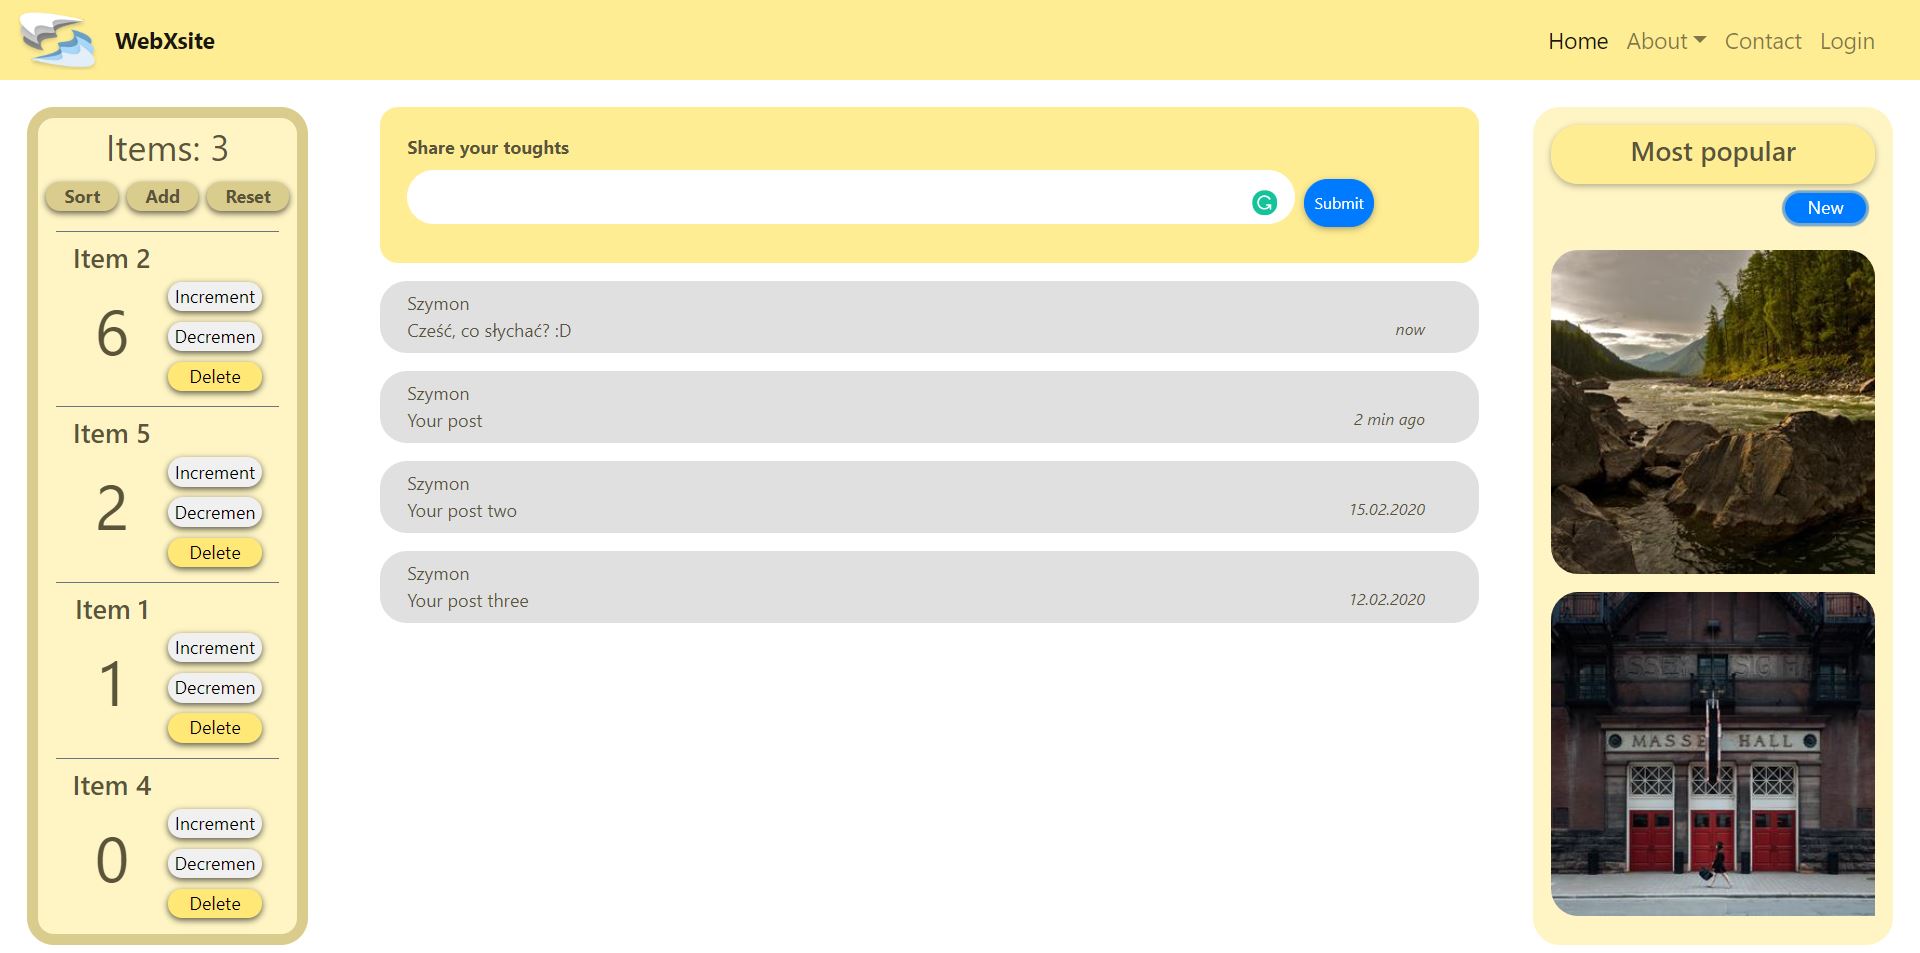 WebXsite
Home About Contact Login
Items: 3
Sort Add Reset
Item 2
6
Increment
Decremen
Delete
Item 5
2
Increment
Decremen
Delete
Item 1
1
Increment
Decremen
Delete
Item 4
0
Increment
Decremen
Delete
Share your toughts
Submit
Szymon
Cześć, co słychać? :D now
Szymon
Your post 2 min ago
Szymon
Your post two 15.02.2020
Szymon
Your post three 12.02.2020
Most popular
New
HALL